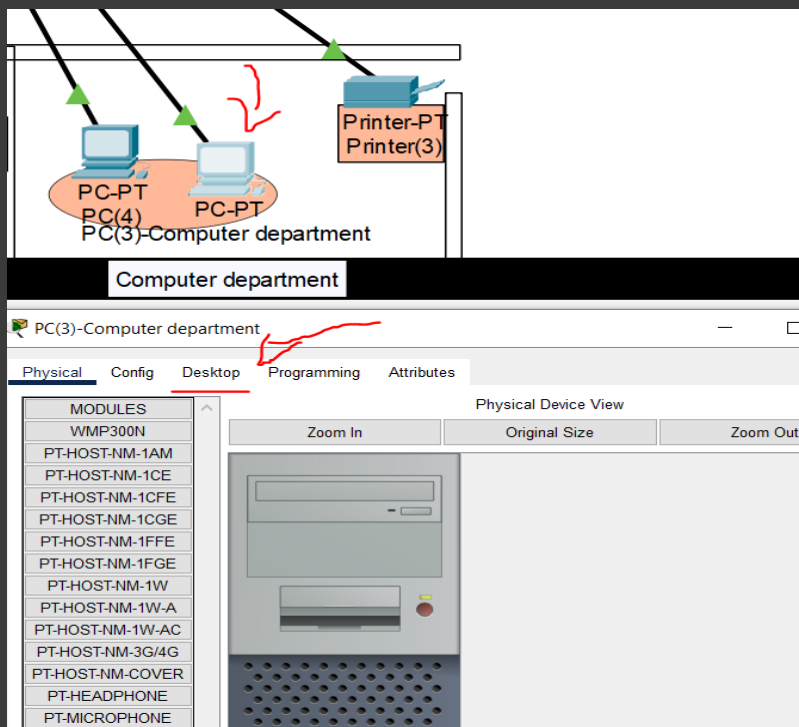 Printer-PT
Printer(3)
PC-PT
PC(4)
PC-PT
PC(3)-Computer department
Computer department
PC(3)-Computer department
Physical Config Desktop Programming Attributes
MODULES
Physical Device View
WMP300N
Zoom In Original Size Zoom Out
PT-HOST-NM-1AM
PT-HOST-NM-1CE
PT-HOST-NM-1CFE
PT-HOST-NM-1CGE
PT-HOST-NM-1FFE
PT-HOST-NM-1FGE
PT-HOST-NM-1W
PT-HOST-NM-1W-A
PT-HOST-NM-1W-AC
PT-HOST-NM-3G/4G
PT-HOST-NM-COVER
PT-HEADPHONE
PT-MICROPHONE